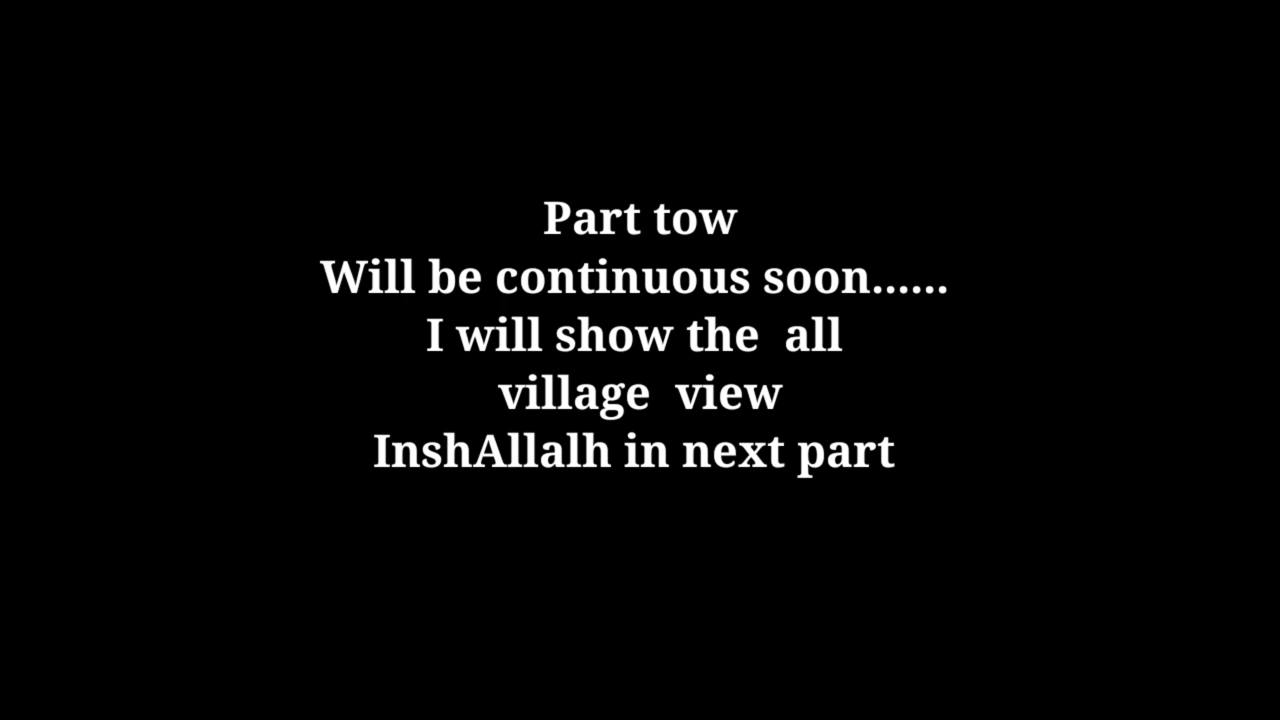 Part tow
Will be continuous soon......
I will show the  all
village  view
InshAllalh in next part